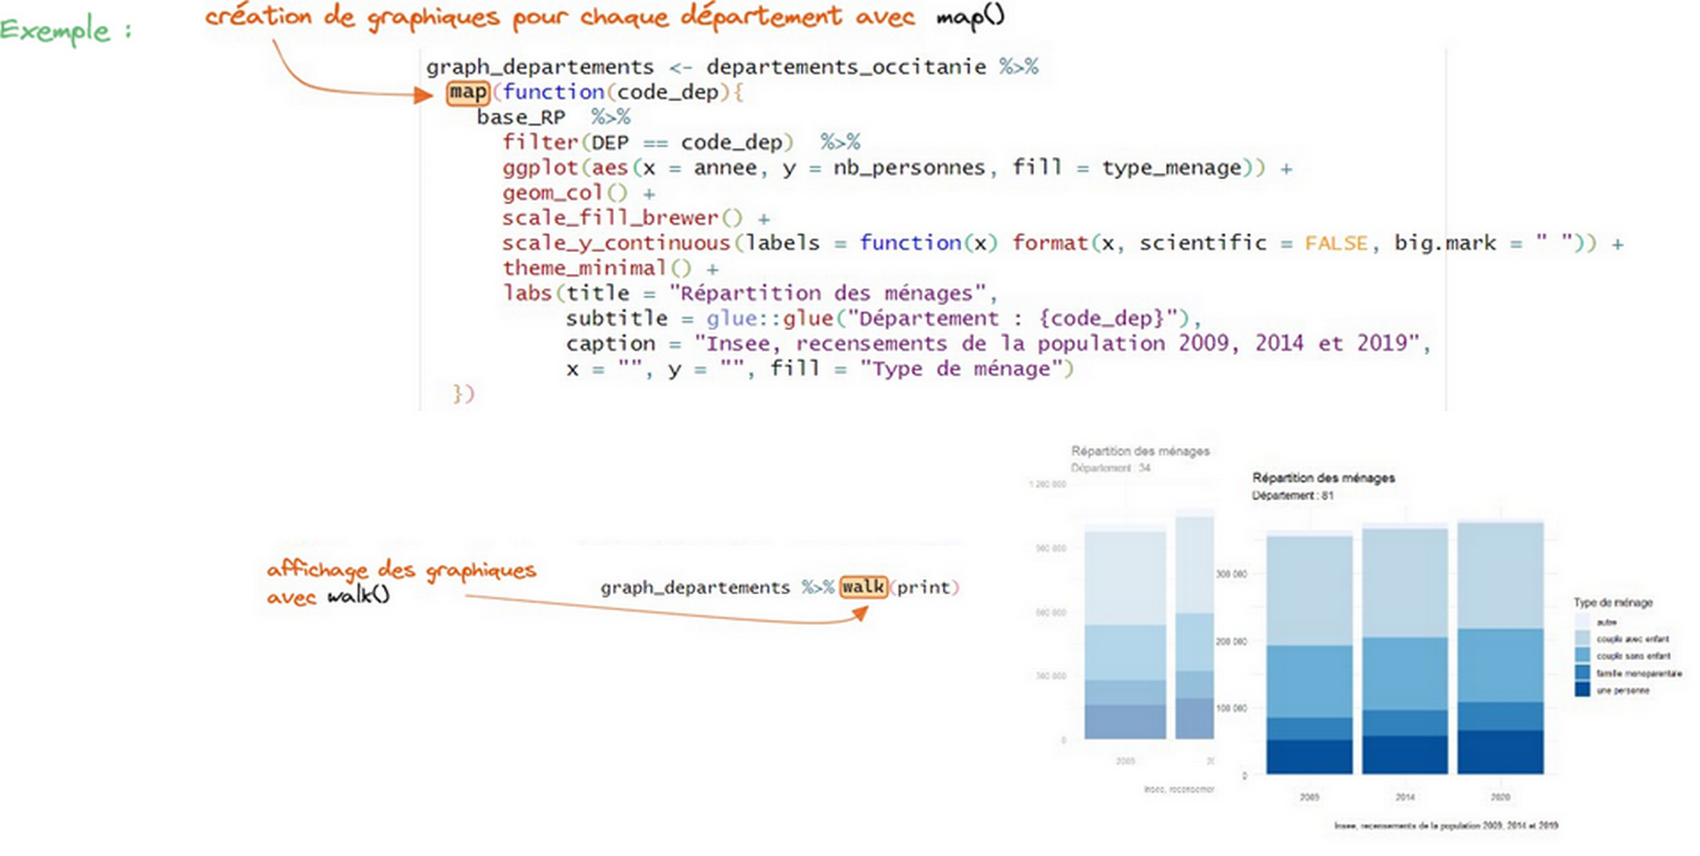 Exemple :
création de graphiques pour chaque département avec map()
graph_departements <- departements_occitanie %>%
map(function(code_dep){
base_RP %>%
filter(DEP == code_dep) %>%
ggplot(aes(x = annee, y = nb_personnes, fill = type_menage)) +
geom_col() +
scale_fill_brewer() +
scale_y_continuous(labels = function(x) format(x, scientific = FALSE, big.mark = " ")) +
theme_minimal() +
labs(title = "Répartition des ménages",
subtitle = glue::glue("Département : {code_dep}"),
caption = "Insee, recensements de la population 2009, 2014 et 2019",
x = "", y = "", fill = "Type de ménage")
})
affichage des graphiques
avec walk()
graph_departements %>% walk(print)
Répartition des ménages
Département : 34
1 200 000
900 000
600 000
300 000
0
2009
20
Insee, recensemer
Répartition des ménages
Département : 81
300 000
200 000
100 000
0
2009
2014
2020
Insee, recensements de la population 2009, 2014 et 2019
Type de ménage
autre
couple avec enfant
couple sans enfant
famille monoparentale
une personne